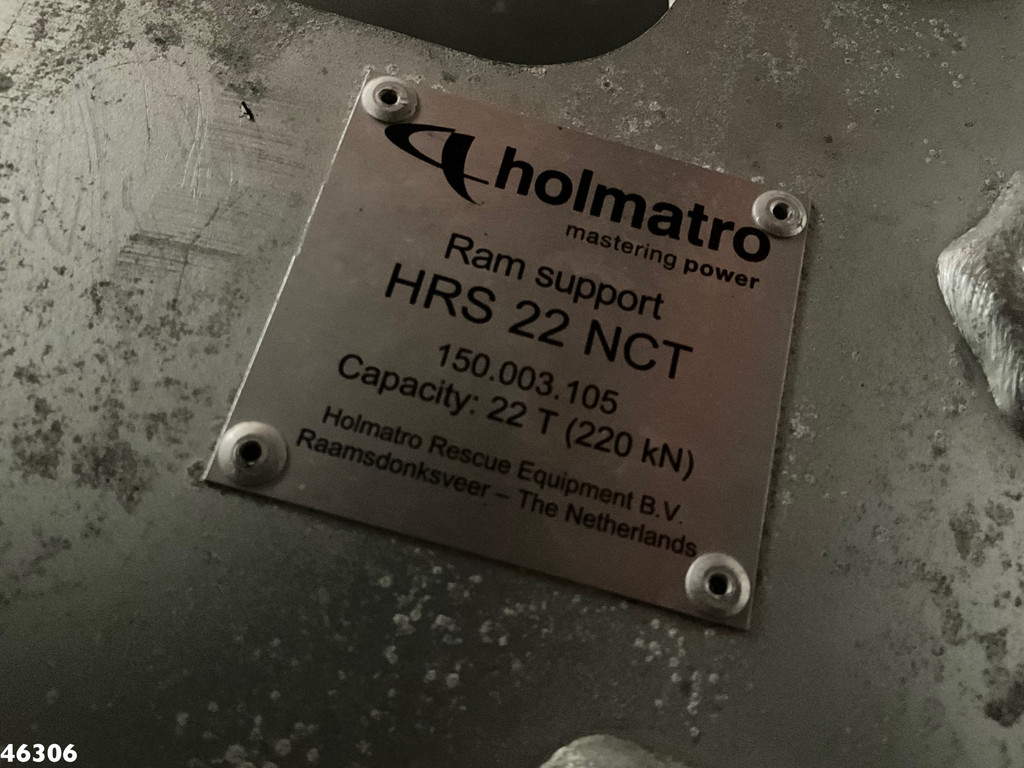 holmatro
mastering power
Ram support
HRS 22 NCT
150.003.105
Capacity: 22 T (220 kN)
Holmatro Rescue Equipment B.V.
Raamsdonksveer – The Netherlands
46306